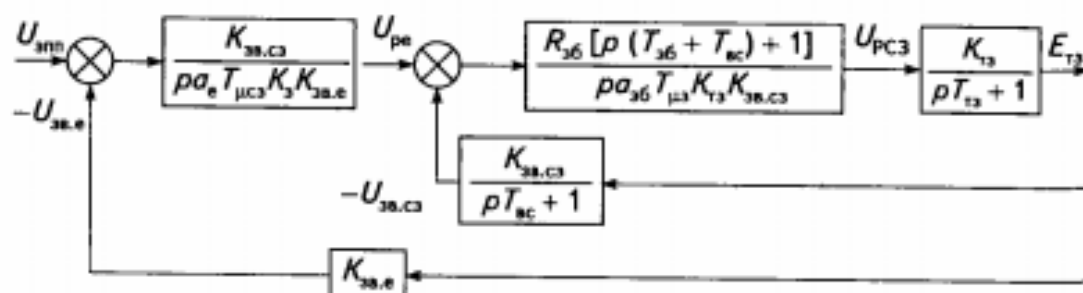 U_зпп
K_зв.сз
pa_e T_μсз K_з K_зв.е
U_ре
R_зб [p (T_зб + T_вс) + 1]
pa_зб T_μз K_тз K_зв.сз
U_РСЗ
K_тз
pT_тз + 1
E_тз
−U_зв.е
K_зв.сз
pT_вс + 1
−U_зв.сз
K_зв.е